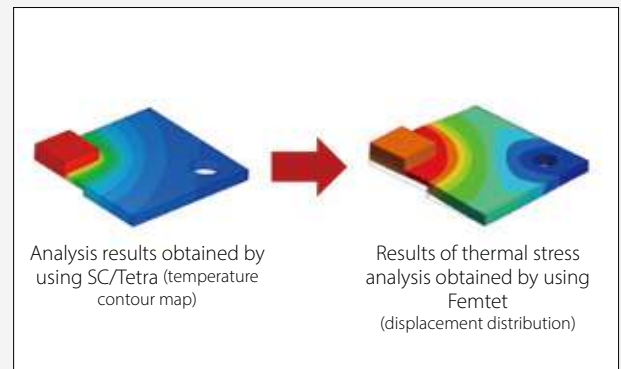 Analysis results obtained by
using SC/Tetra (temperature
contour map)
Results of thermal stress
analysis obtained by using
Femtet
(displacement distribution)